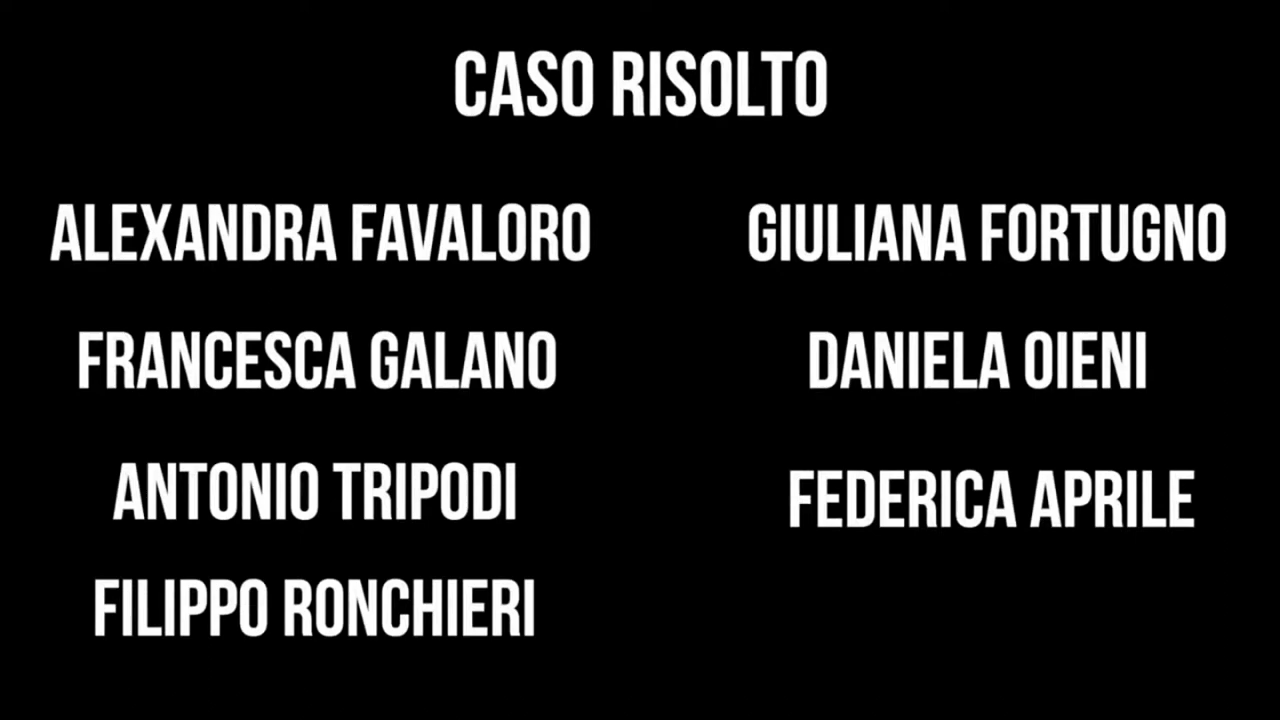 CASO RISOLTO
ALEXANDRA FAVALORO
GIULIANA FORTUGNO
FRANCESCA GALANO
DANIELA OIENI
ANTONIO TRIPODI
FEDERICA APRILE
FILIPPO RONCHIERI